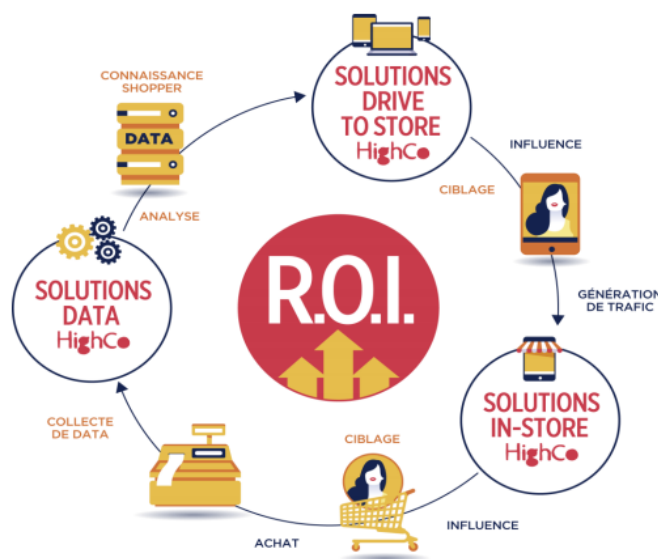 CONNAISSANCE
SHOPPER
DATA
ANALYSE
SOLUTIONS
DRIVE
TO STORE
HighCo
INFLUENCE
CIBLAGE
GÉNÉRATION
DE TRAFIC
SOLUTIONS
IN-STORE
HighCo
CIBLAGE
INFLUENCE
ACHAT
COLLECTE
DE DATA
SOLUTIONS
DATA
HighCo
R.O.I.